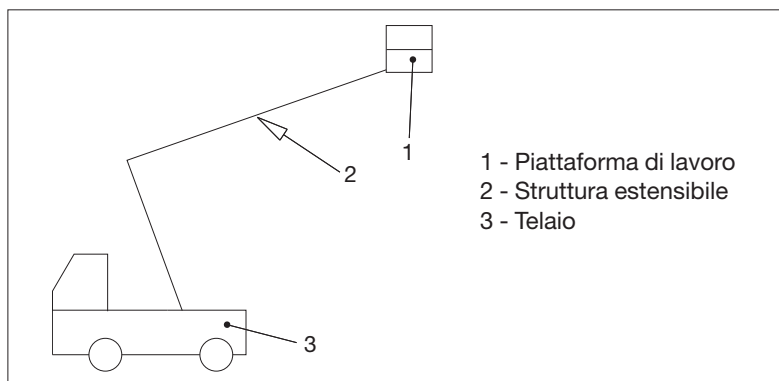 1
2
1 - Piattaforma di lavoro
2 - Struttura estensibile
3 - Telaio
3